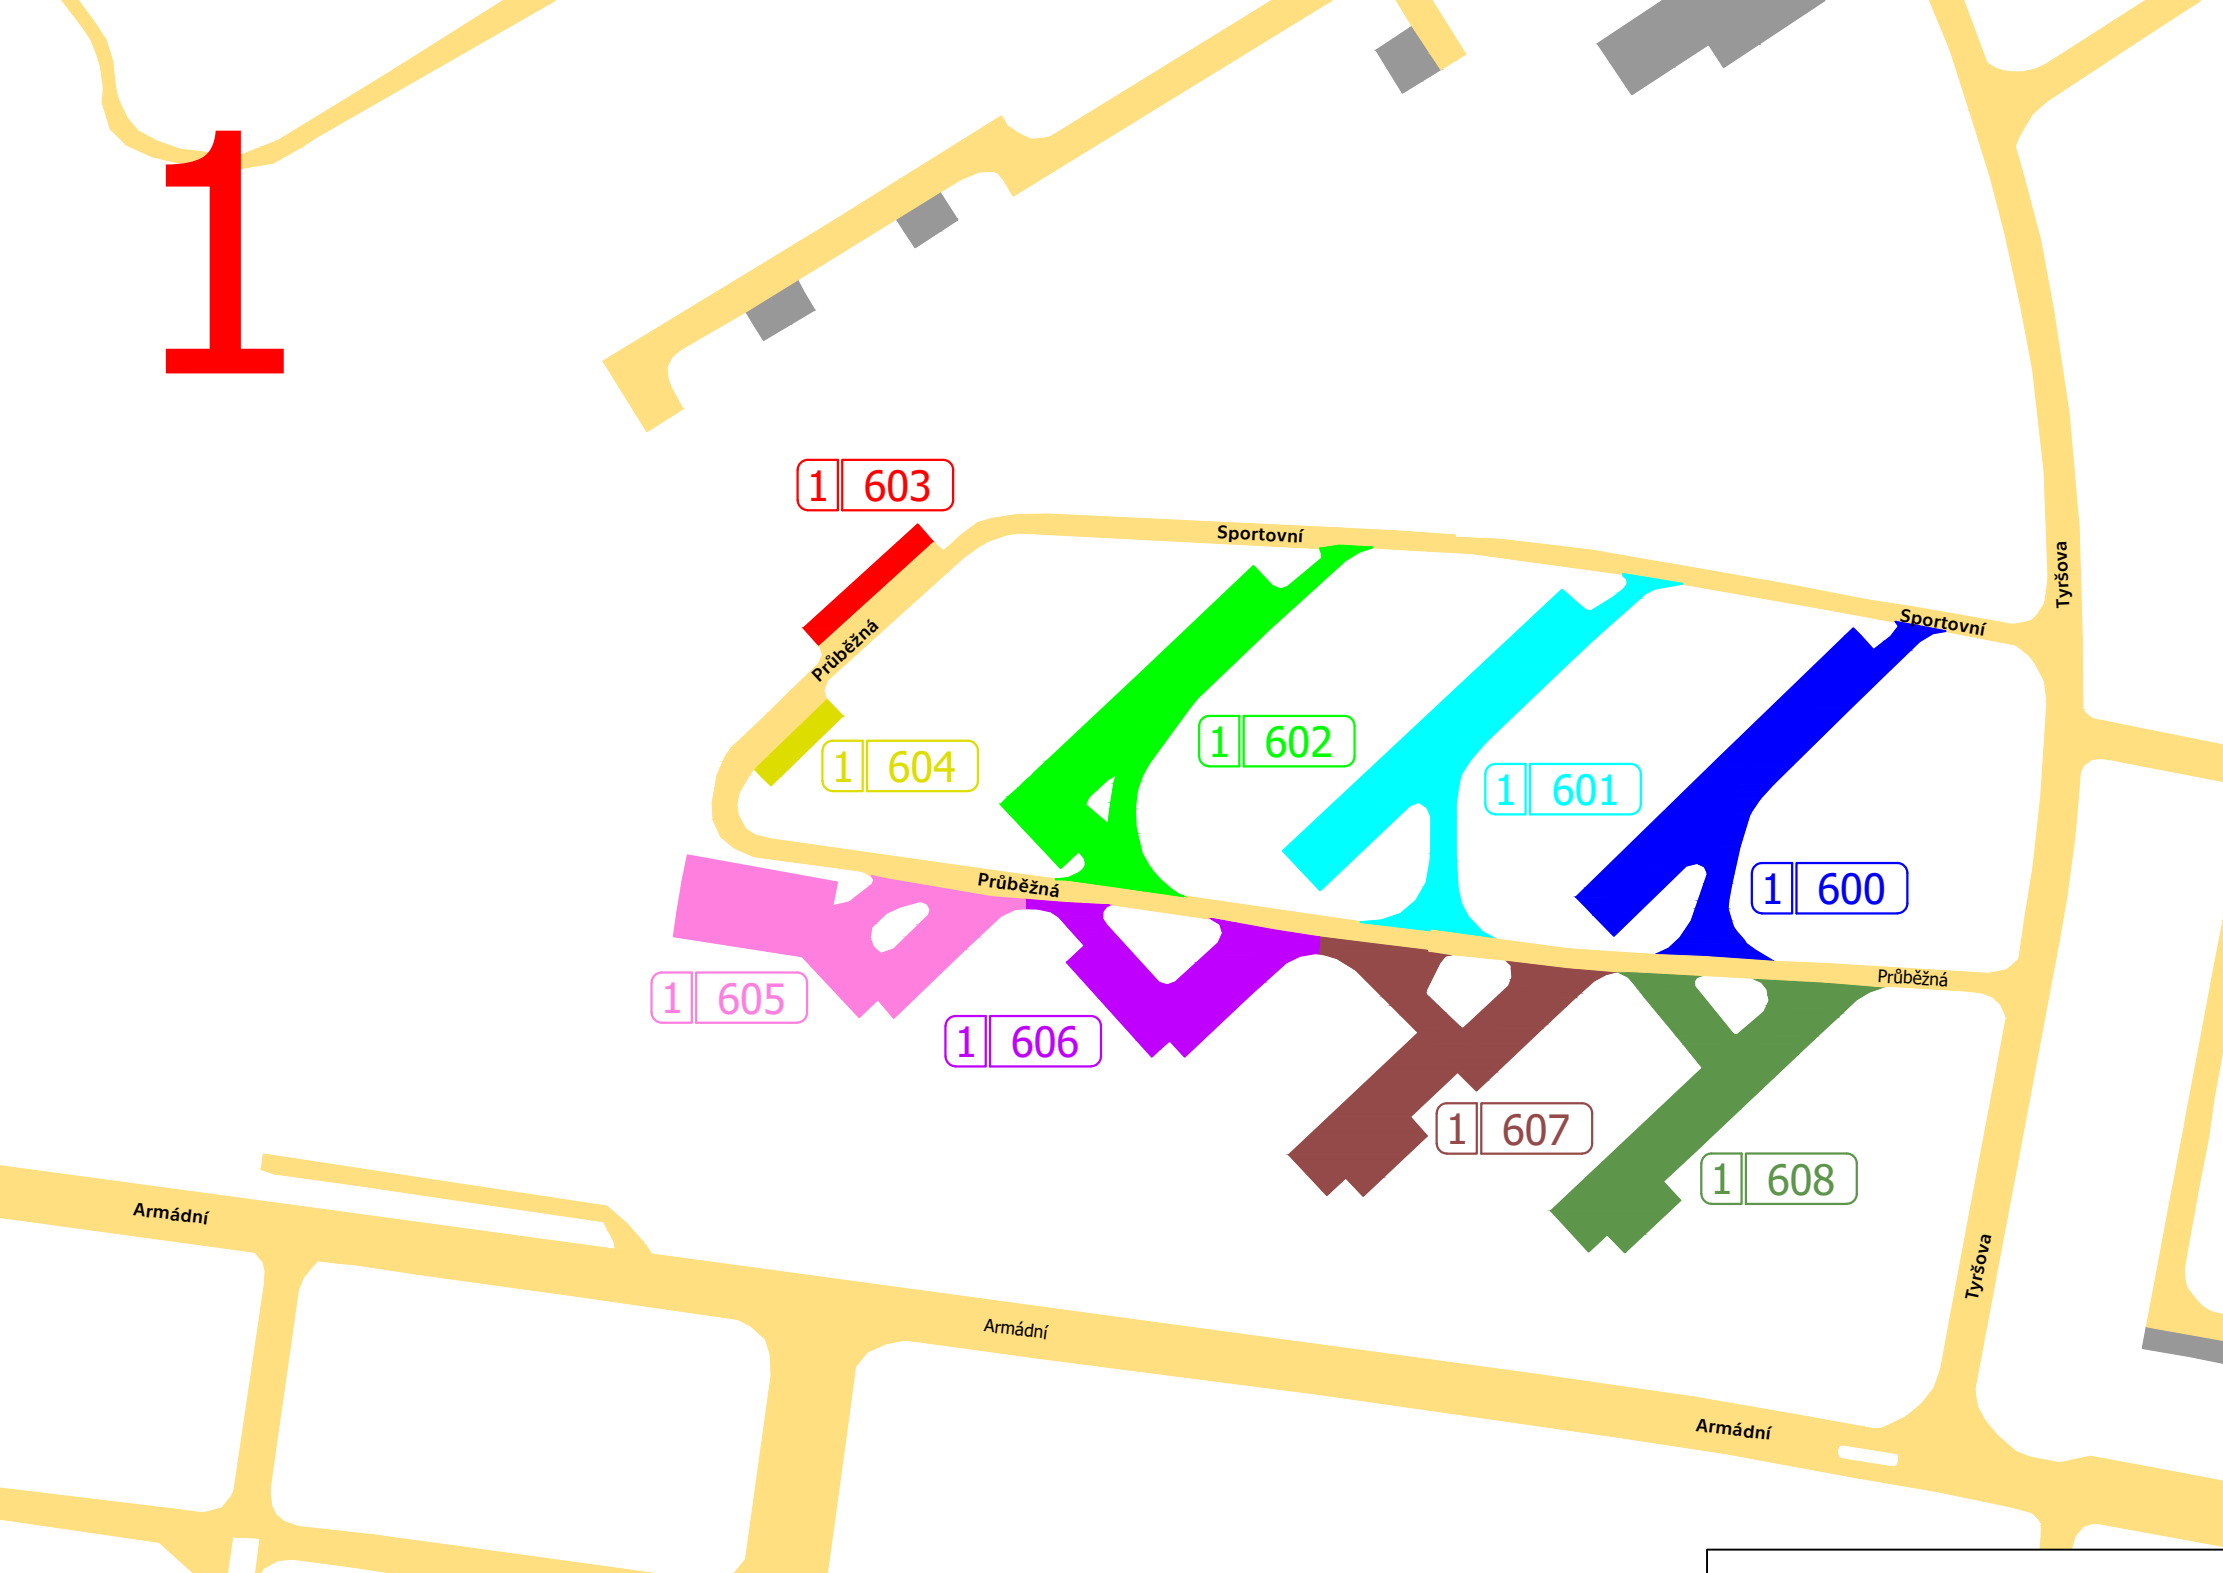 1
1 603
Sportovní
Tyršova
Sportovní
Průběžná
1 602
1 604
1 601
1 600
Průběžná
Průběžná
1 605
1 606
1 607
1 608
Armádní
Tyršova
Armádní
Armádní